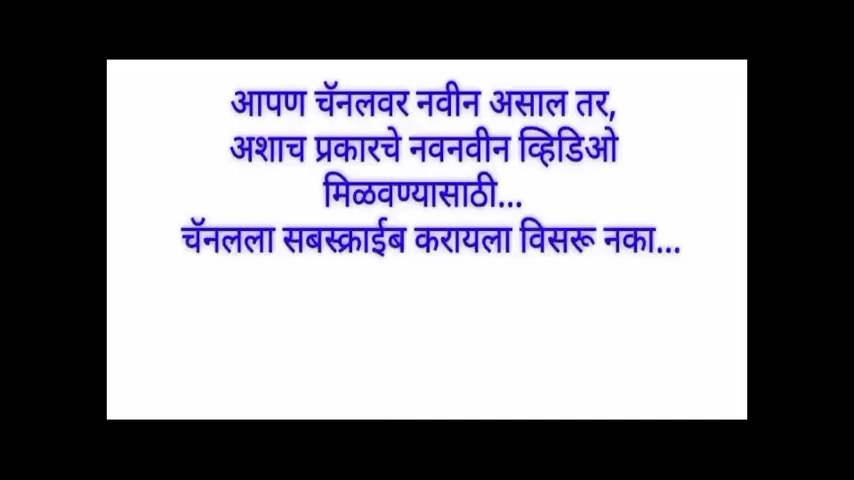 आपण चॅनलवर नवीन असाल तर,
अशाच प्रकारचे नवनवीन व्हिडिओ
मिळवण्यासाठी...
चॅनलला सबस्क्राईब करायला विसरू नका...